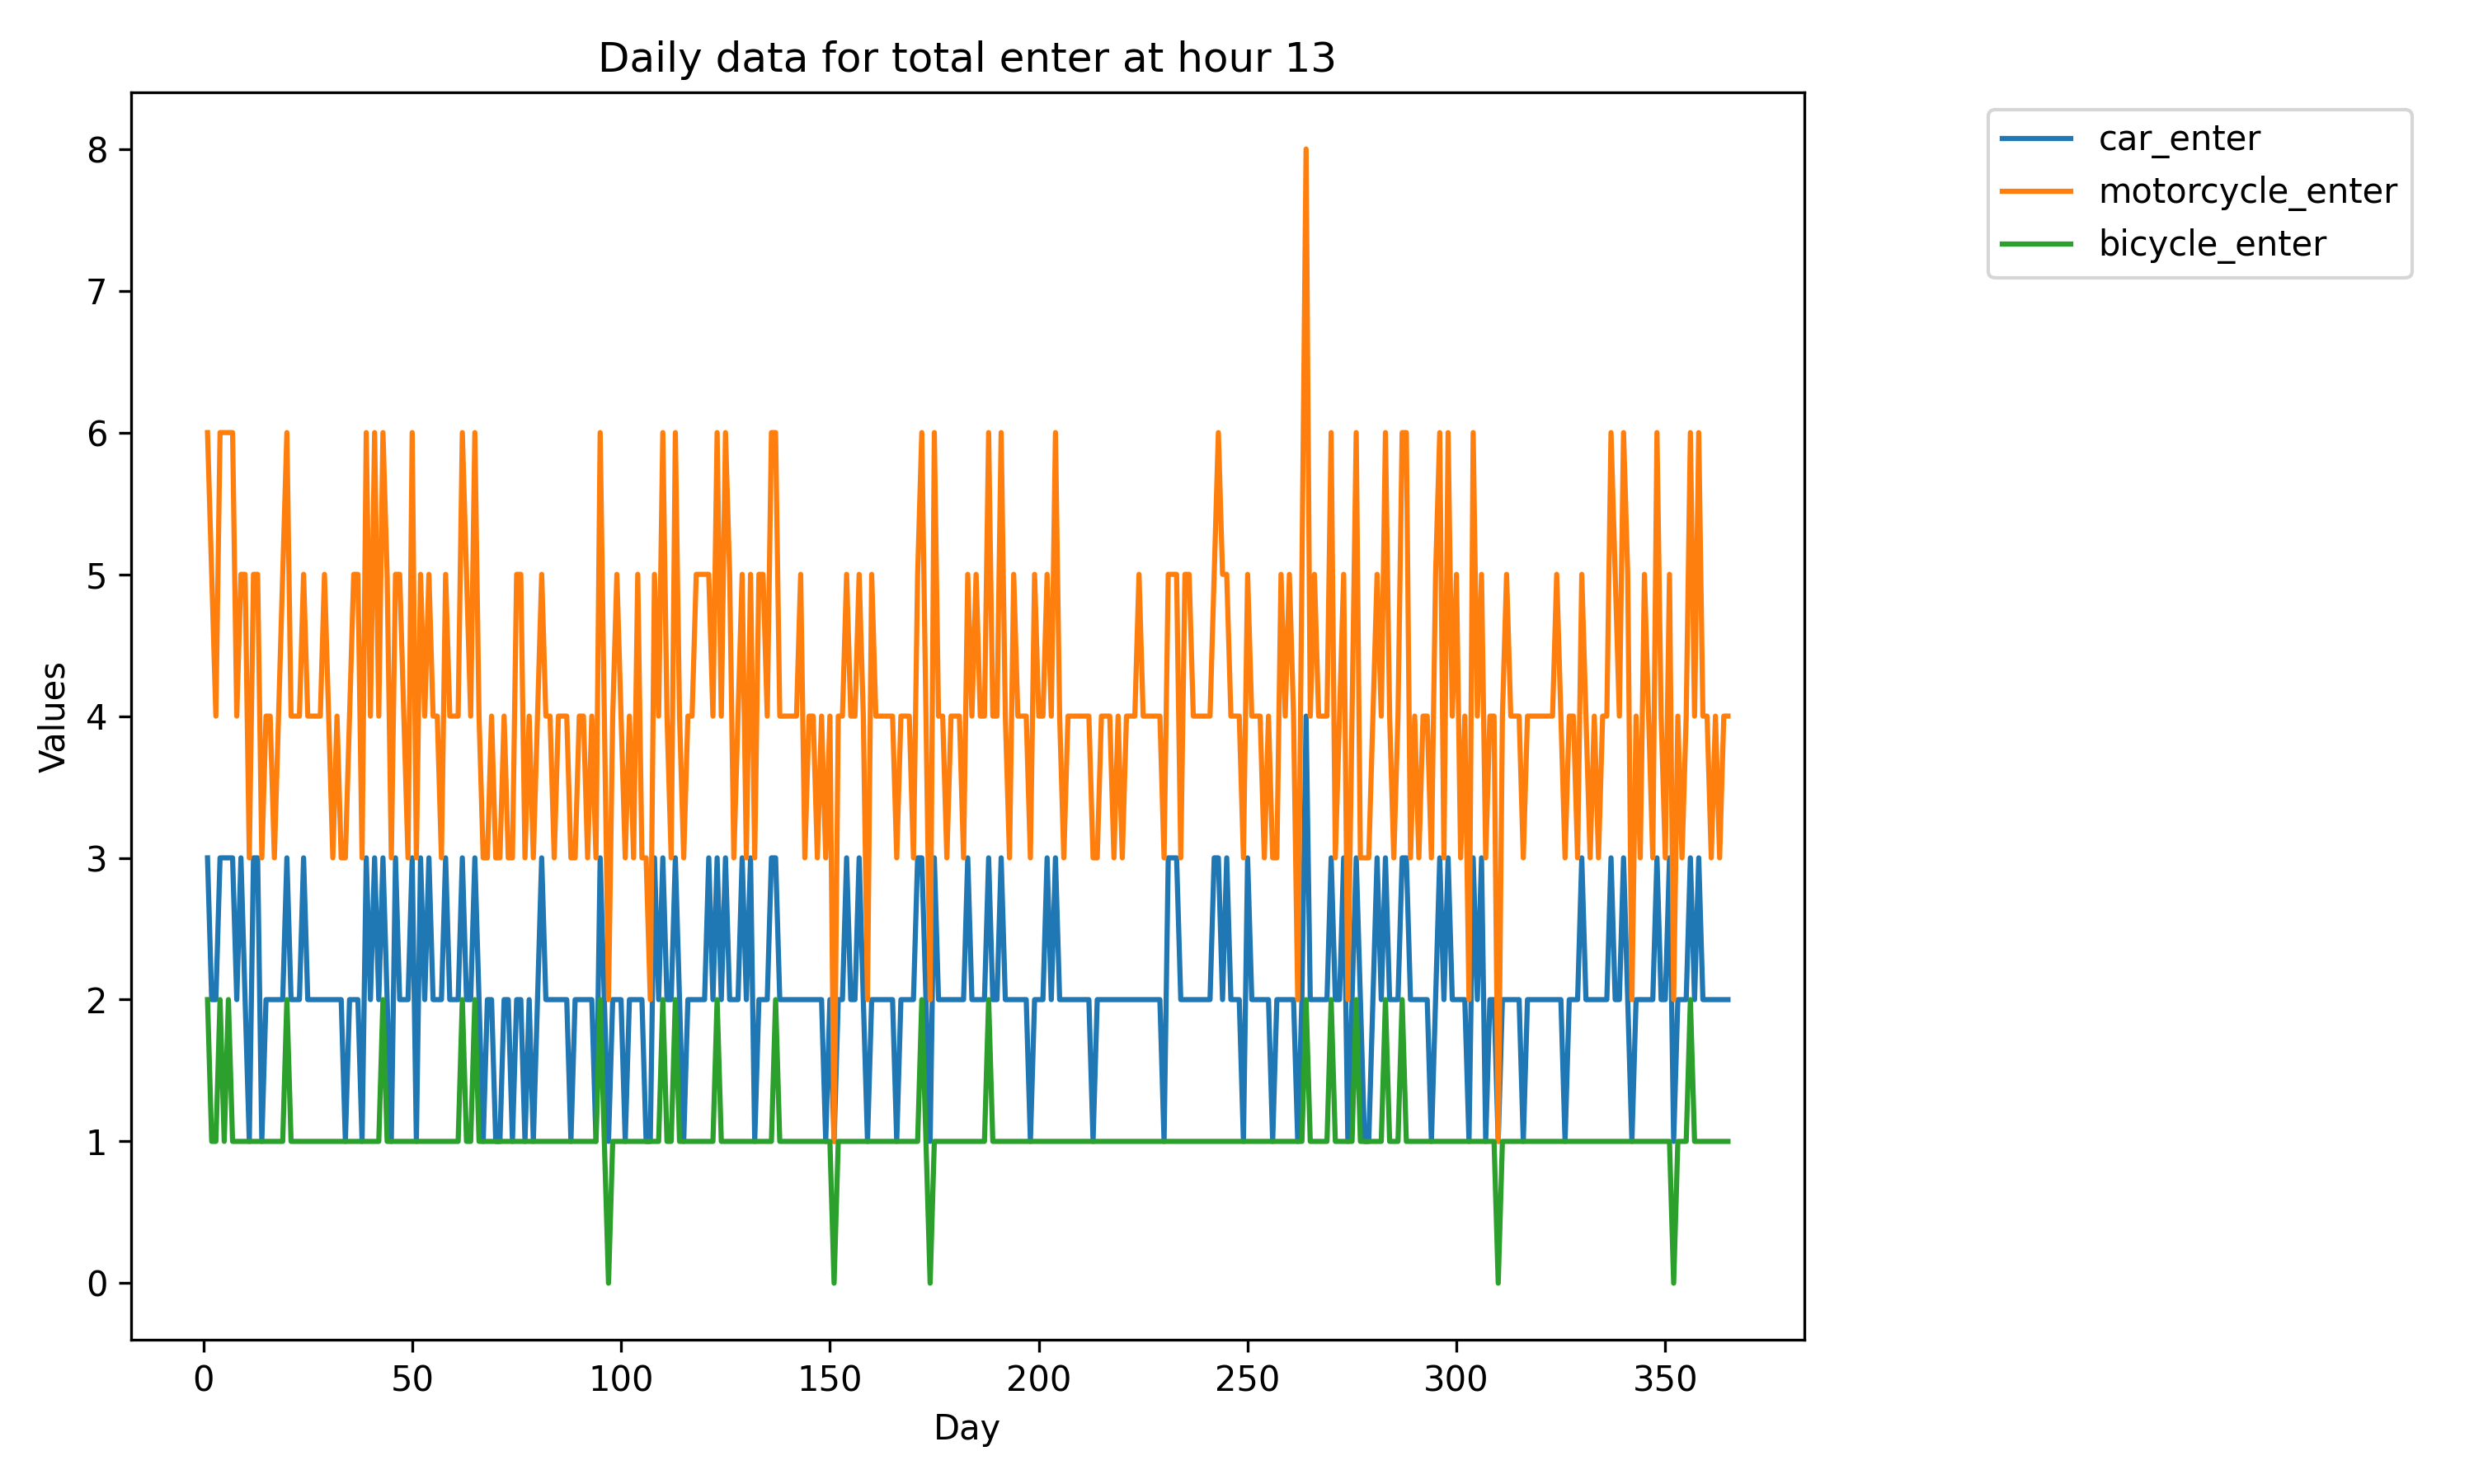 Daily data for total enter at hour 13
car_enter
motorcycle_enter
bicycle_enter
Values
8
7
6
5
4
3
2
1
0
0 50 100 150 200 250 300 350
Day